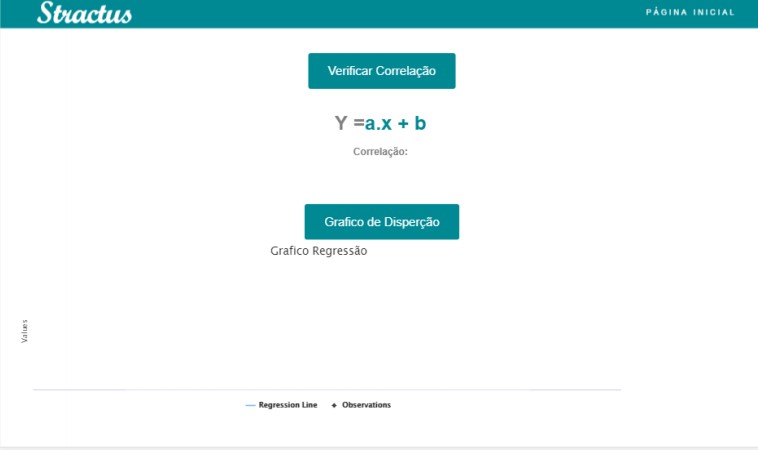 Stractus
PÁGINA INICIAL
Verificar Correlação
Y =a.x + b
Correlação:
Grafico de Disperção
Grafico Regressão
Values
Regression Line Observations